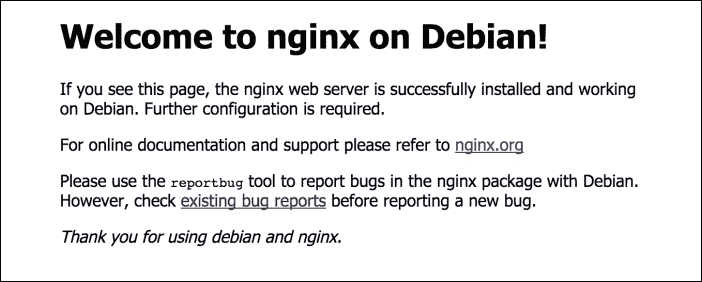 Welcome to nginx on Debian!
If you see this page, the nginx web server is successfully installed and working
on Debian. Further configuration is required.
For online documentation and support please refer to nginx.org
Please use the reportbug tool to report bugs in the nginx package with Debian.
However, check existing bug reports before reporting a new bug.
Thank you for using debian and nginx.